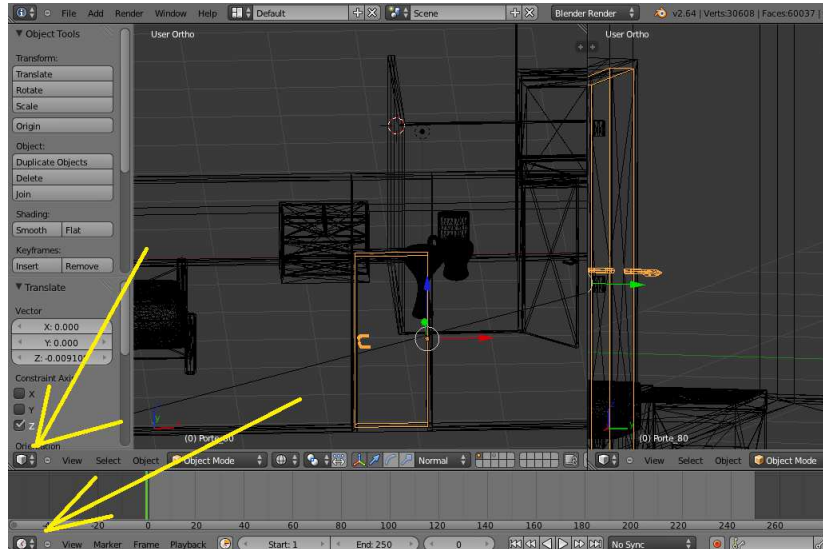 File Add Render Window Help Default Scene Blender Render v2.64 | Verts:30608 | Faces:60037 |
Object Tools
User Ortho
User Ortho
Transform:
Translate
Rotate
Scale
Origin
Object:
Duplicate Objects
Delete
Join
Shading:
Smooth Flat
Keyframes:
Insert Remove
Translate
Vector
X: 0.000
Y: 0.000
Z: -0.00910
Constraint Axis
X
Y
Z
Orientation
(0) Porte_80
(0) Porte_80
View Select Object Object Mode Normal
View Select Object Object Mode
-20 0 20 40 60 80 100 120 140 160 180 200 220 240 260
View Marker Frame Playback Start: 1 End: 250 0 No Sync